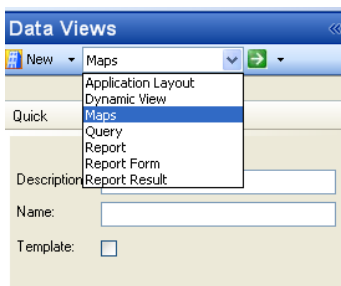 Data Views
New Maps
Application Layout
Dynamic View
Maps
Query
Report
Report Form
Report Result
Quick
Description
Name:
Template: